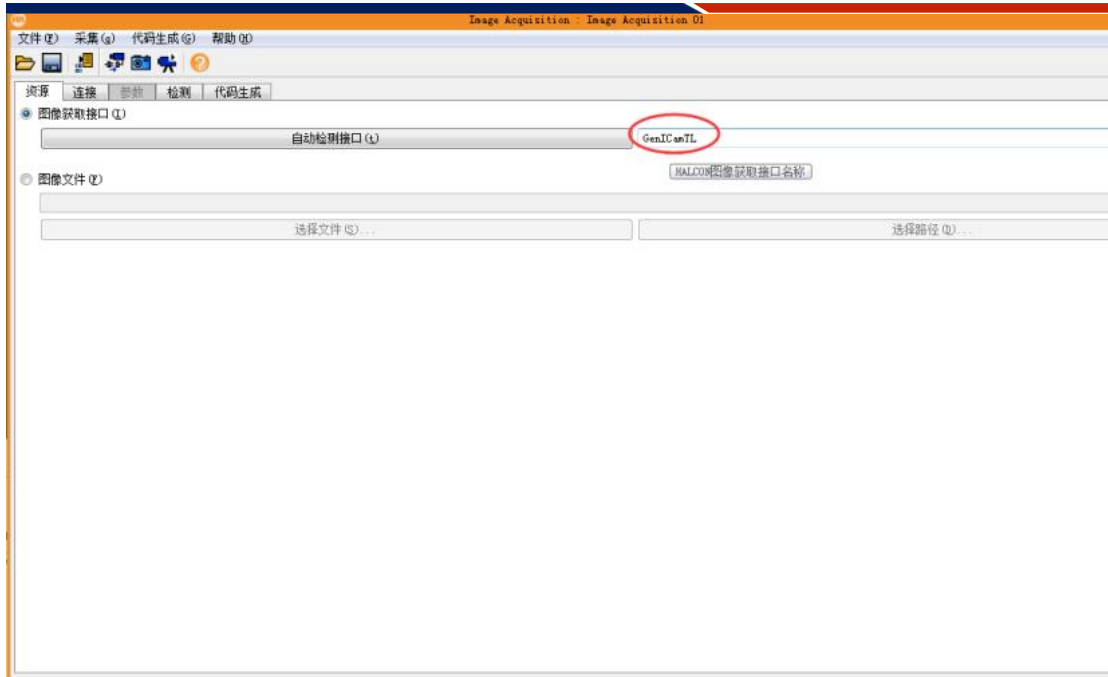 Image Acquisition : Image Acquisition 01
文件(F) 采集(g) 代码生成(G) 帮助(H)
资源 连接 参数 检测 代码生成
图像获取接口(I)
自动检测接口(t) GenICamTL
HALCON图像获取接口名称
图像文件(F)
选择文件(S)... 选择路径(D)...